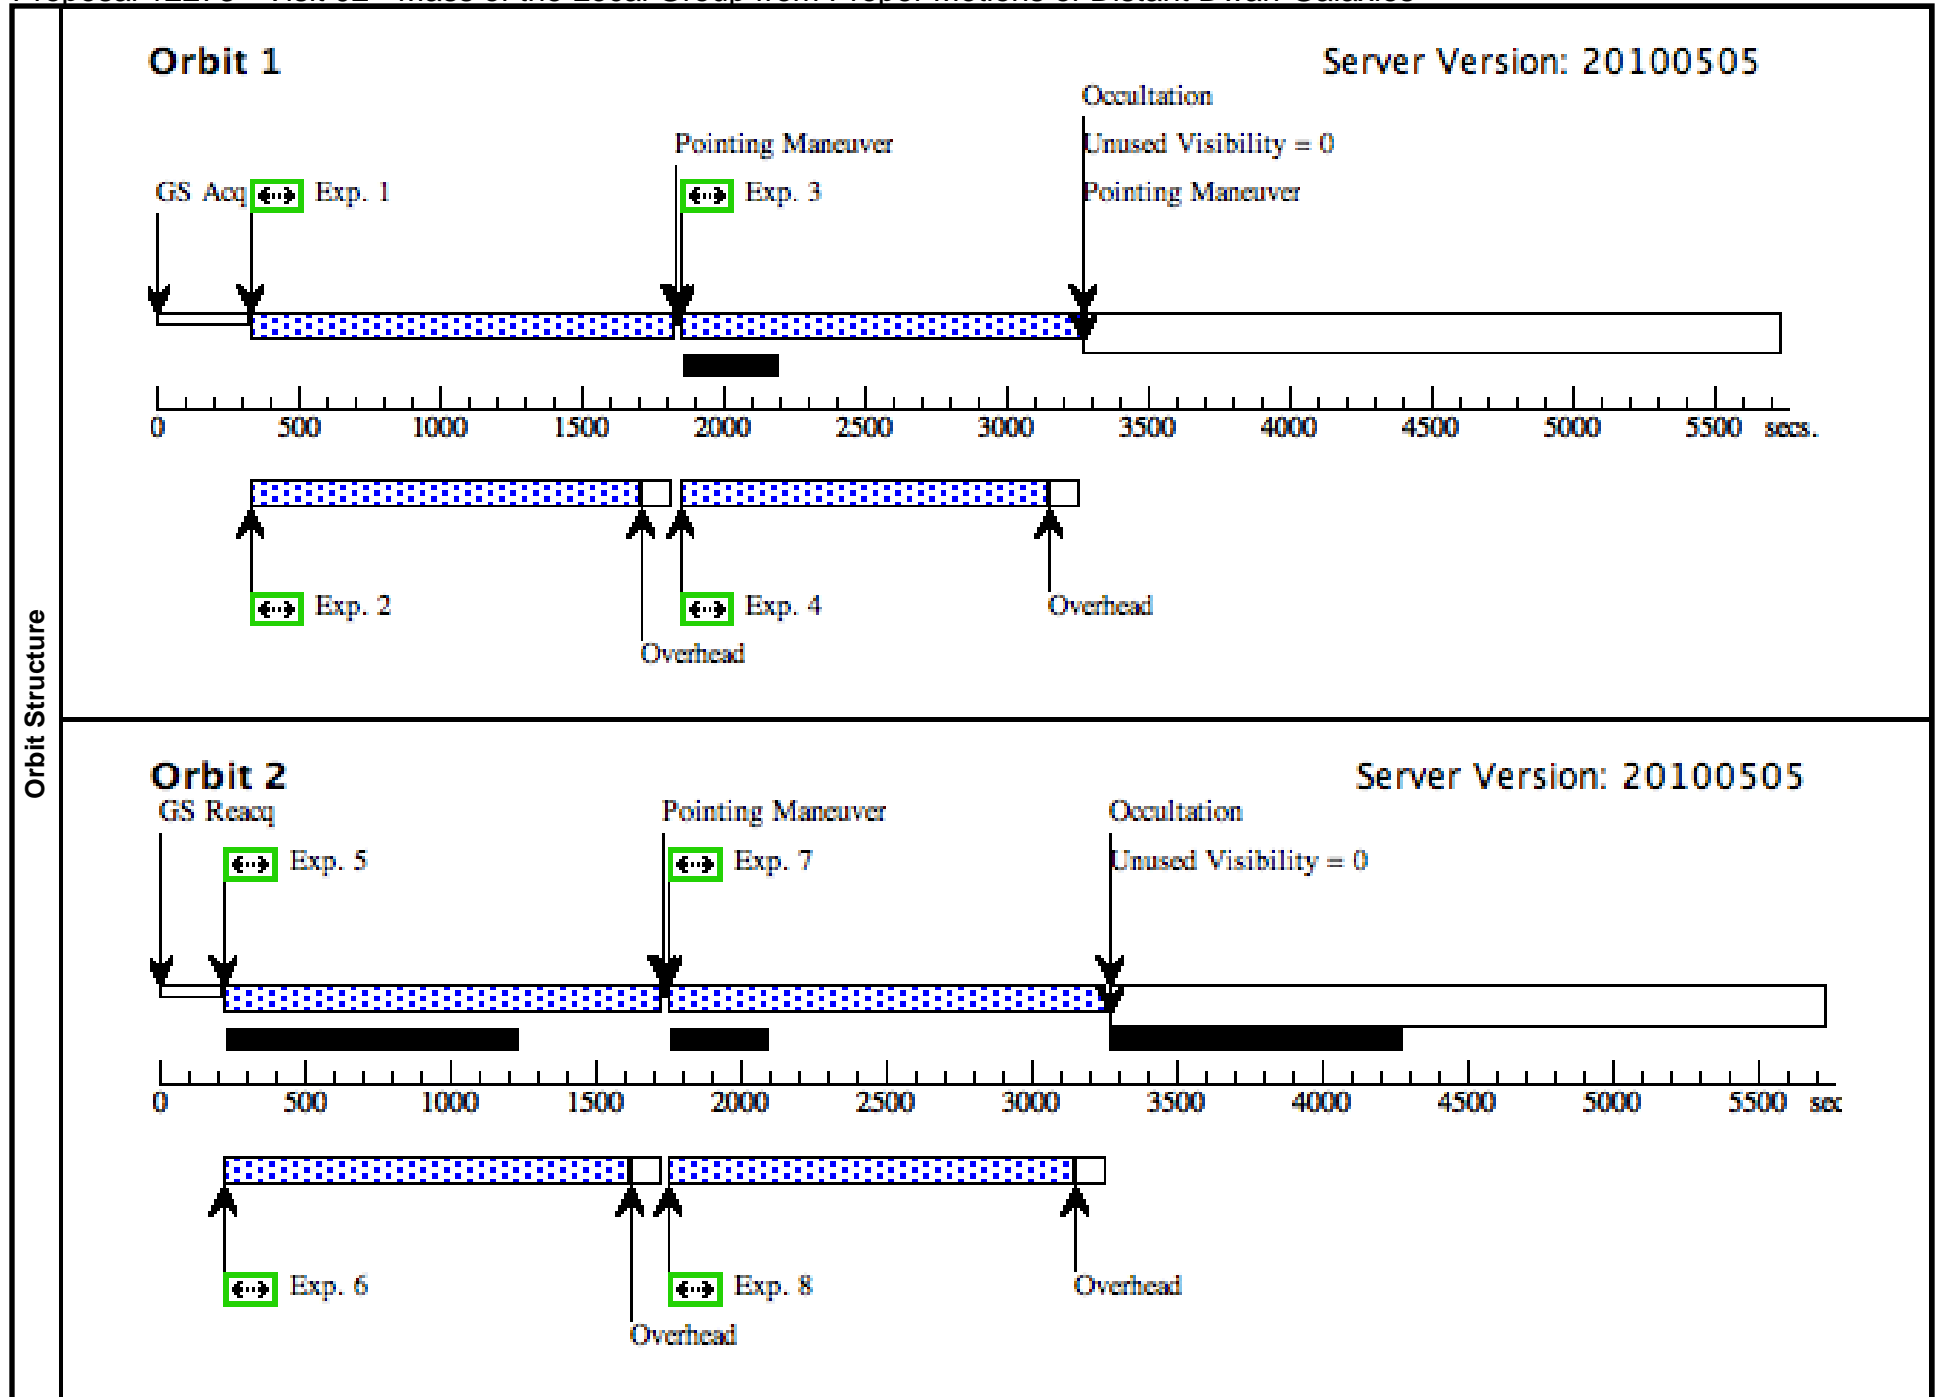 Orbit Structure
Orbit 1
Server Version: 20100505
Occultation
Pointing Maneuver
Unused Visibility = 0
GS Acq
Exp. 1
Exp. 3
Pointing Maneuver
0 500 1000 1500 2000 2500 3000 3500 4000 4500 5000 5500 secs.
Exp. 2
Exp. 4
Overhead
Overhead
Orbit 2
Server Version: 20100505
GS Reacq
Pointing Maneuver
Occultation
Exp. 5
Exp. 7
Unused Visibility = 0
0 500 1000 1500 2000 2500 3000 3500 4000 4500 5000 5500 sec
Exp. 6
Exp. 8
Overhead
Overhead